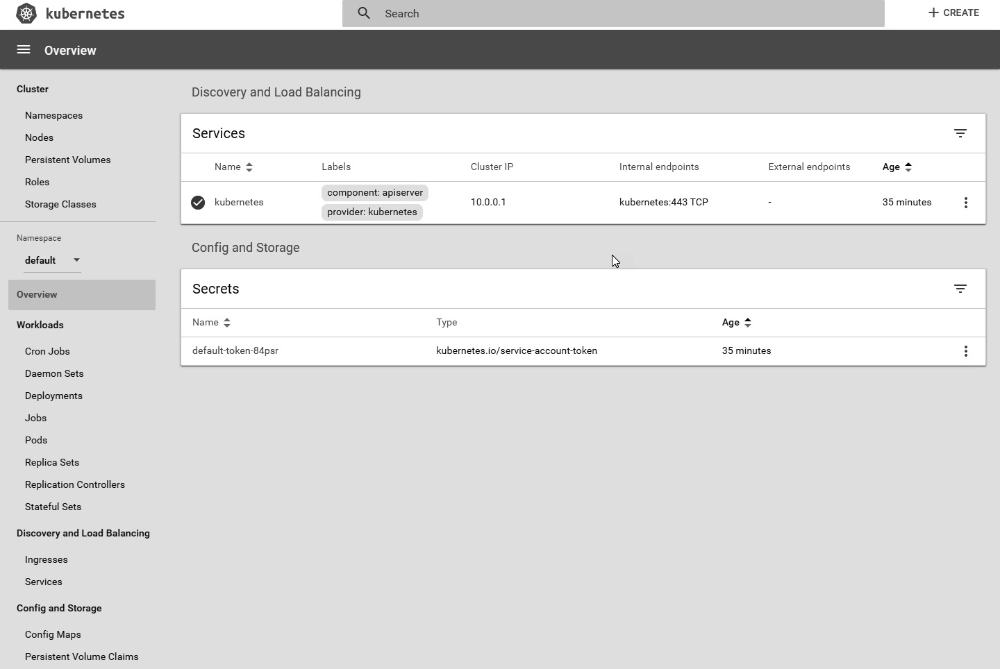 kubernetes
Search
CREATE
Overview
Cluster
Namespaces
Nodes
Persistent Volumes
Roles
Storage Classes
Namespace
default
Overview
Workloads
Cron Jobs
Daemon Sets
Deployments
Jobs
Pods
Replica Sets
Replication Controllers
Stateful Sets
Discovery and Load Balancing
Ingresses
Services
Config and Storage
Config Maps
Persistent Volume Claims
Discovery and Load Balancing
Services
Name Labels Cluster IP Internal endpoints External endpoints Age
kubernetes component: apiserver provider: kubernetes 10.0.0.1 kubernetes:443 TCP - 35 minutes
Config and Storage
Secrets
Name Type Age
default-token-84psr kubernetes.io/service-account-token 35 minutes